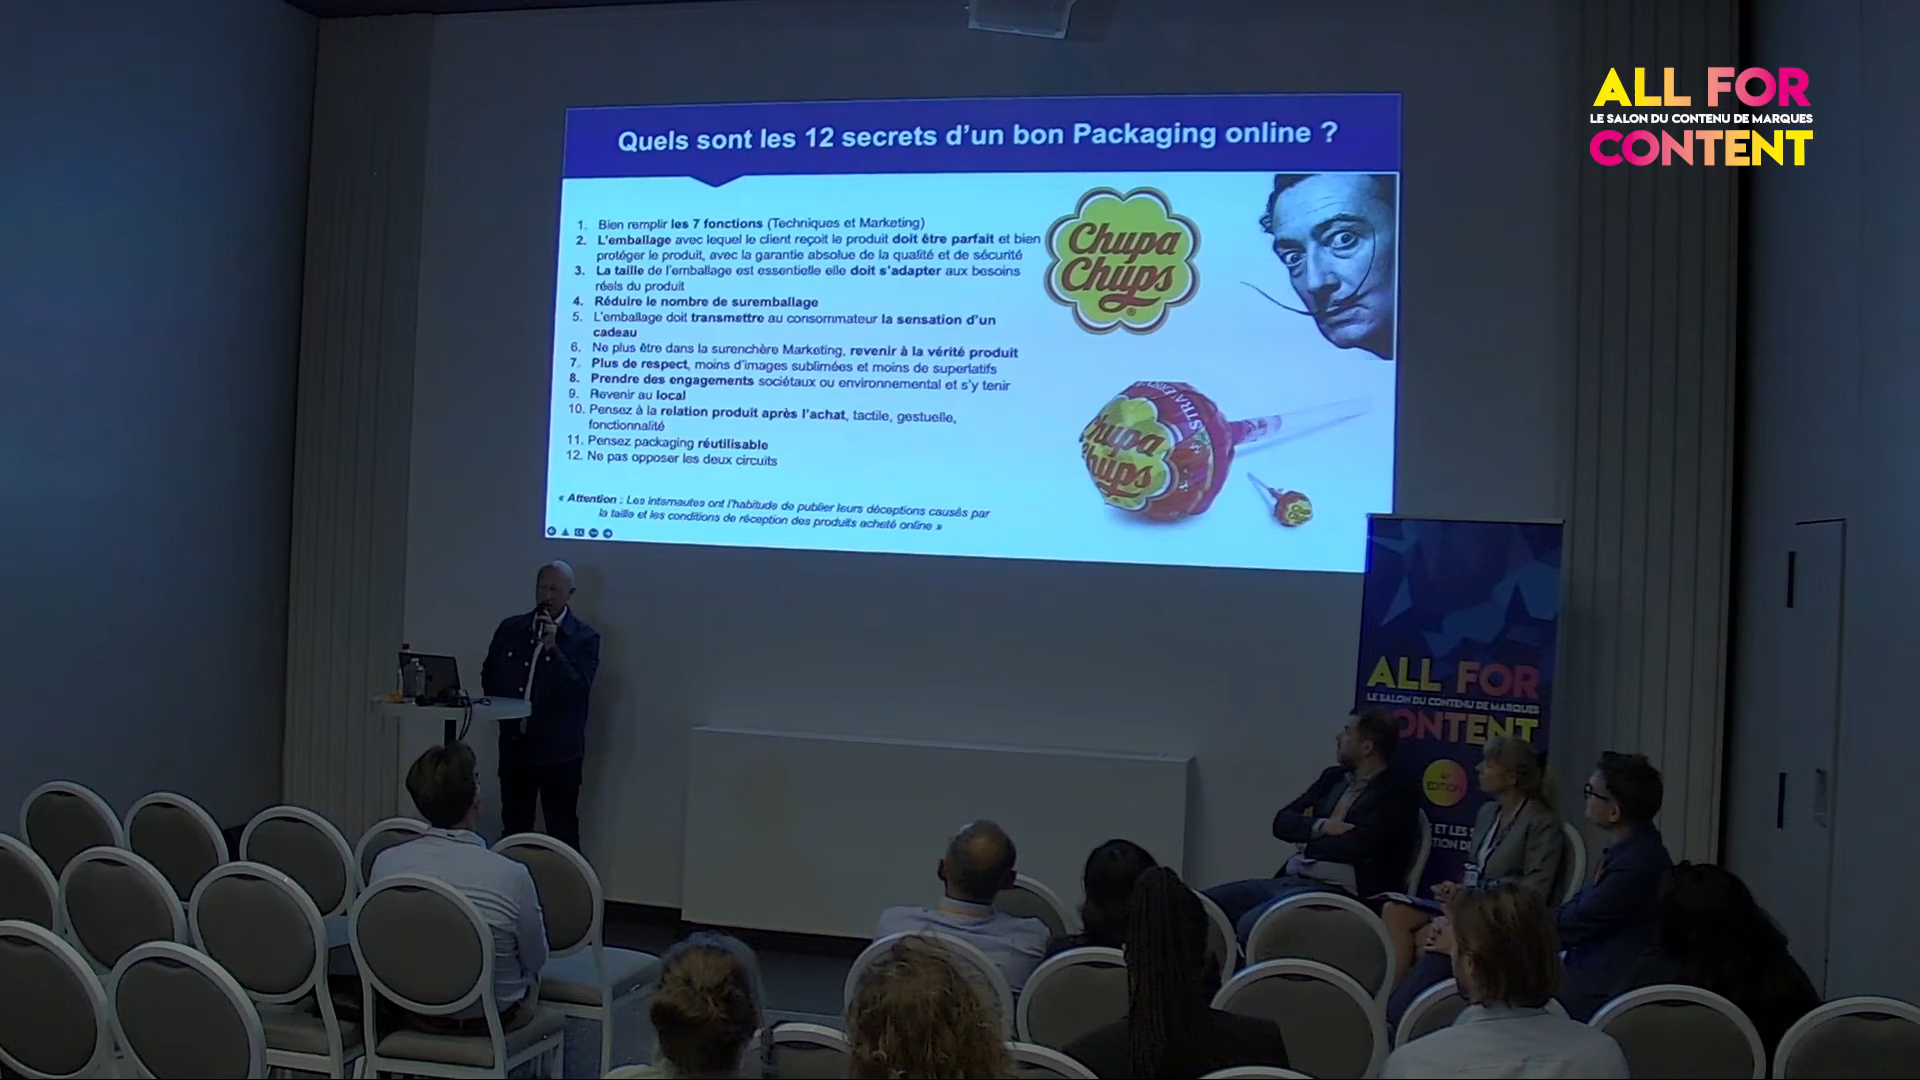 ALL FOR
LE SALON DU CONTENU DE MARQUES
CONTENT
Quels sont les 12 secrets d'un bon Packaging online ?
1. Bien remplir les 7 fonctions (Techniques et Marketing)
2. L'emballage avec lequel le client reçoit le produit doit être parfait et bien
protéger le produit, avec la garantie absolue de la qualité et de sécurité
3. La taille de l'emballage est essentielle elle doit s'adapter aux besoins
réels du produit
4. Réduire le nombre de suremballage
5. L'emballage doit transmettre au consommateur la sensation d'un
cadeau
6. Ne plus être dans la surenchère Marketing, revenir à la vérité produit
7. Plus de respect, moins d'images sublimées et moins de superlatifs
8. Prendre des engagements sociétaux ou environnemental et s'y tenir
9. Revenir au local
10. Pensez à la relation produit après l'achat, tactile, gestuelle,
fonctionnalité
11. Pensez packaging réutilisable
12. Ne pas opposer les deux circuits
« Attention : Les internautes ont l'habitude de publier leurs déceptions causés par
la taille et les conditions de réception des produits acheté online »
Chupa
Chups
®
STRA
Chupa
Chups
ALL FOR
LE SALON DU CONTENU DE MARQUES
CONTENT
EDITION
ET LES
TION DE